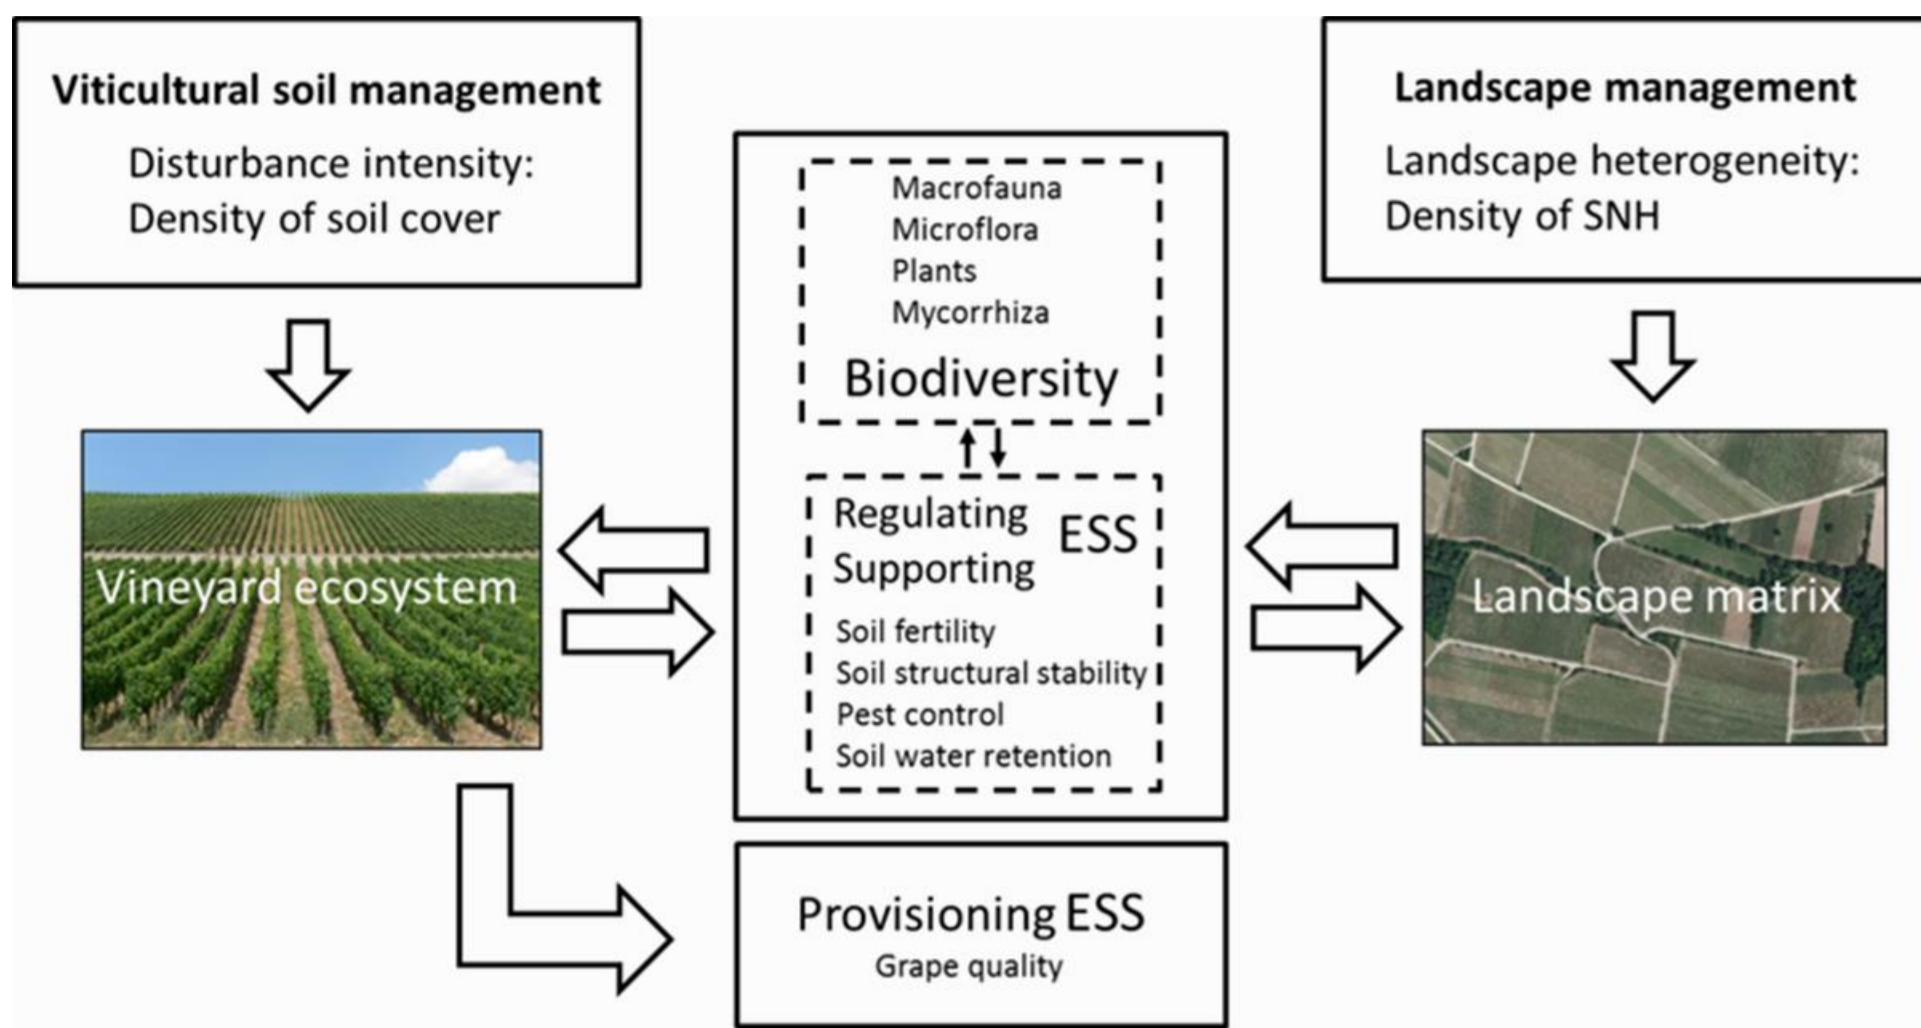 Viticultural soil management
Disturbance intensity:
Density of soil cover
Landscape management
Landscape heterogeneity:
Density of SNH
Macrofauna
Microflora
Plants
Mycorrhiza
Biodiversity
Regulating
Supporting
ESS
Soil fertility
Soil structural stability
Pest control
Soil water retention
Vineyard ecosystem
Landscape matrix
Provisioning ESS
Grape quality